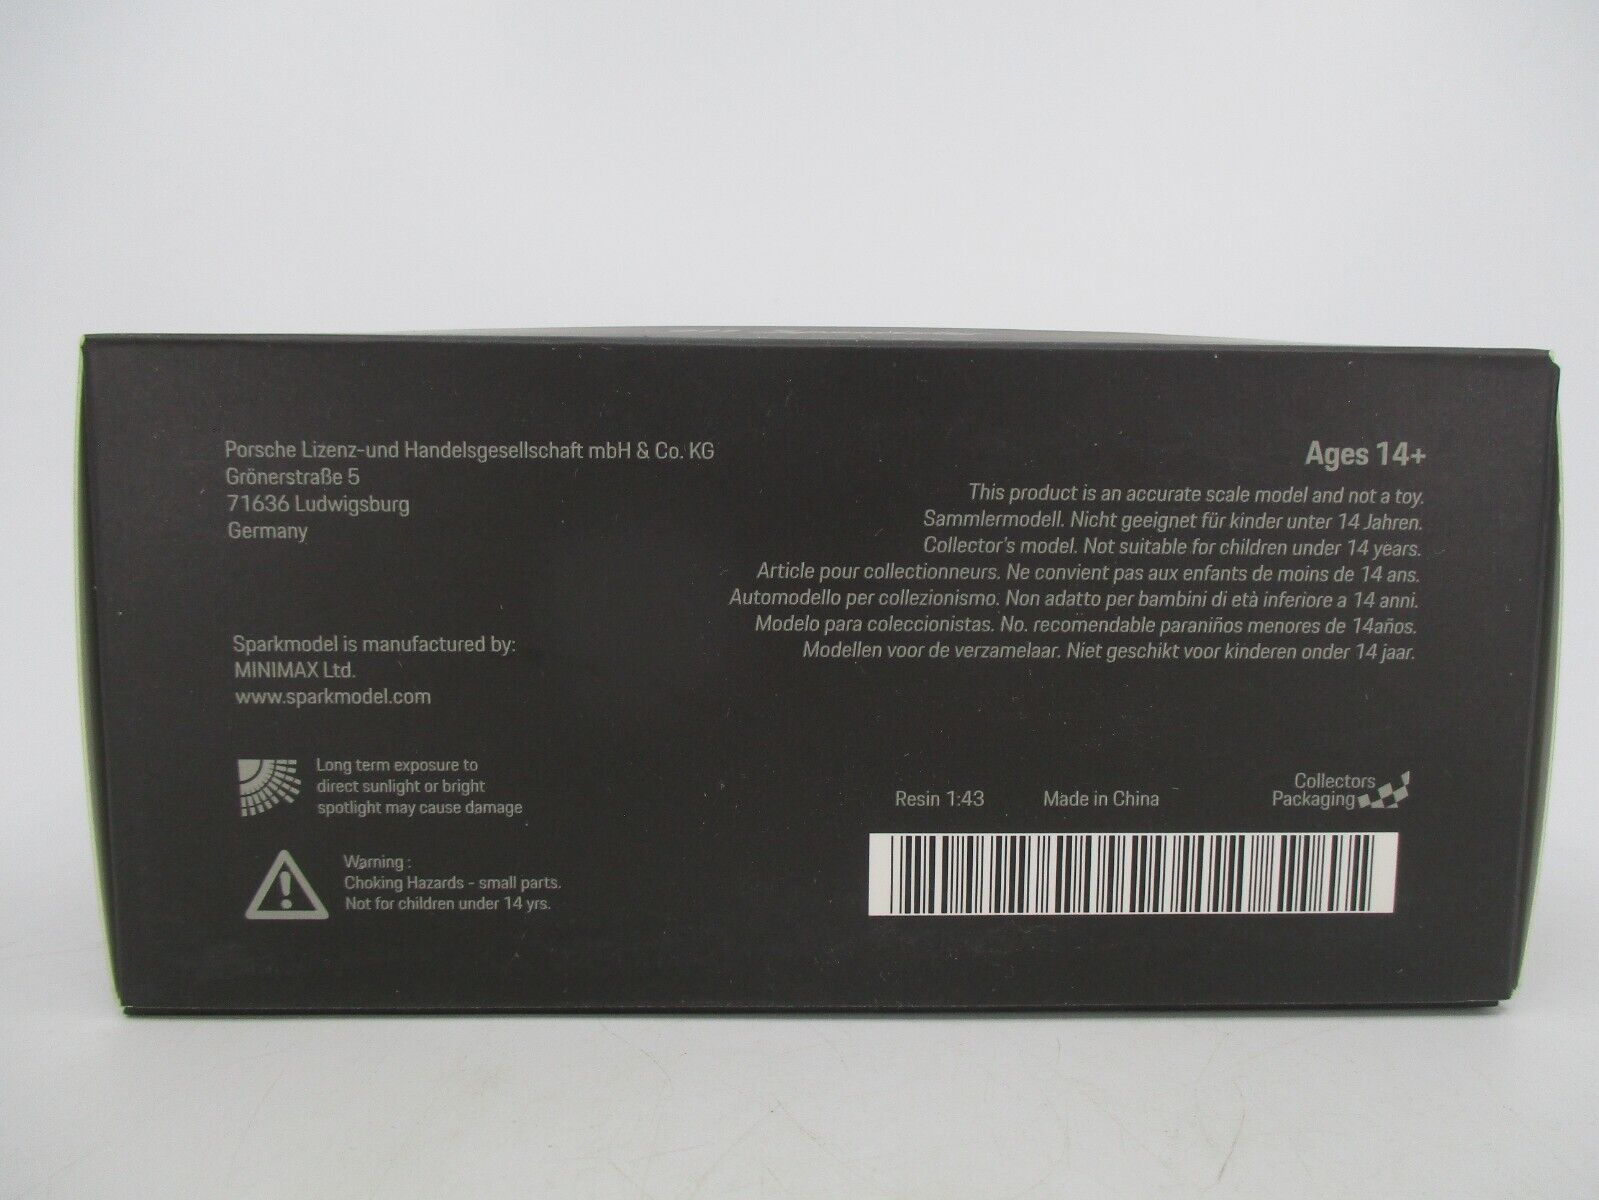 Porsche Lizenz-und Handelsgesellschaft mbH & Co. KG
Grönerstraße 5
71636 Ludwigsburg
Germany
Sparkmodel is manufactured by:
MINIMAX Ltd.
www.sparkmodel.com
Long term exposure to
direct sunlight or bright
spotlight may cause damage
Warning :
Choking Hazards - small parts.
Not for children under 14 yrs.
Ages 14+
This product is an accurate scale model and not a toy.
Sammlermodell. Nicht geeignet für kinder unter 14 Jahren.
Collector's model. Not suitable for children under 14 years.
Article pour collectionneurs. Ne convient pas aux enfants de moins de 14 ans.
Automodello per collezionismo. Non adatto per bambini di età inferiore a 14 anni.
Modelo para coleccionistas. No. recomendable paraniños menores de 14años.
Modellen voor de verzamelaar. Niet geschikt voor kinderen onder 14 jaar.
Resin 1:43 Made in China
Collectors
Packaging